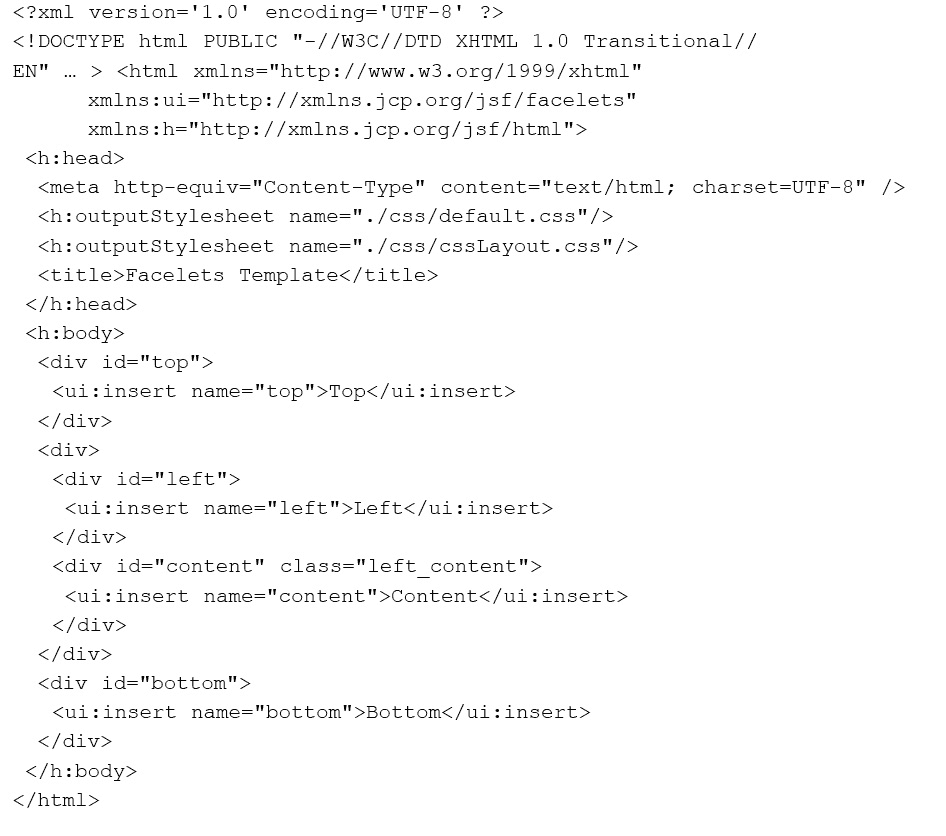 <?xml version='1.0' encoding='UTF-8' ?>
<!DOCTYPE html PUBLIC "-//W3C//DTD XHTML 1.0 Transitional//
EN" … > <html xmlns="http://www.w3.org/1999/xhtml"
      xmlns:ui="http://xmlns.jcp.org/jsf/facelets"
      xmlns:h="http://xmlns.jcp.org/jsf/html">
 <h:head>
  <meta http-equiv="Content-Type" content="text/html; charset=UTF-8" />
  <h:outputStylesheet name="./css/default.css"/>
  <h:outputStylesheet name="./css/cssLayout.css"/>
  <title>Facelets Template</title>
 </h:head>
 <h:body>
  <div id="top">
   <ui:insert name="top">Top</ui:insert>
  </div>
  <div>
   <div id="left">
    <ui:insert name="left">Left</ui:insert>
   </div>
   <div id="content" class="left_content">
    <ui:insert name="content">Content</ui:insert>
   </div>
  </div>
  <div id="bottom">
   <ui:insert name="bottom">Bottom</ui:insert>
  </div>
 </h:body>
</html>